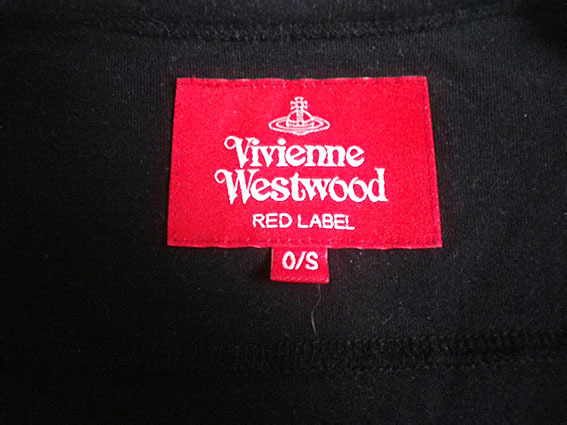 Vivienne
Westwood
RED LABEL
O/S